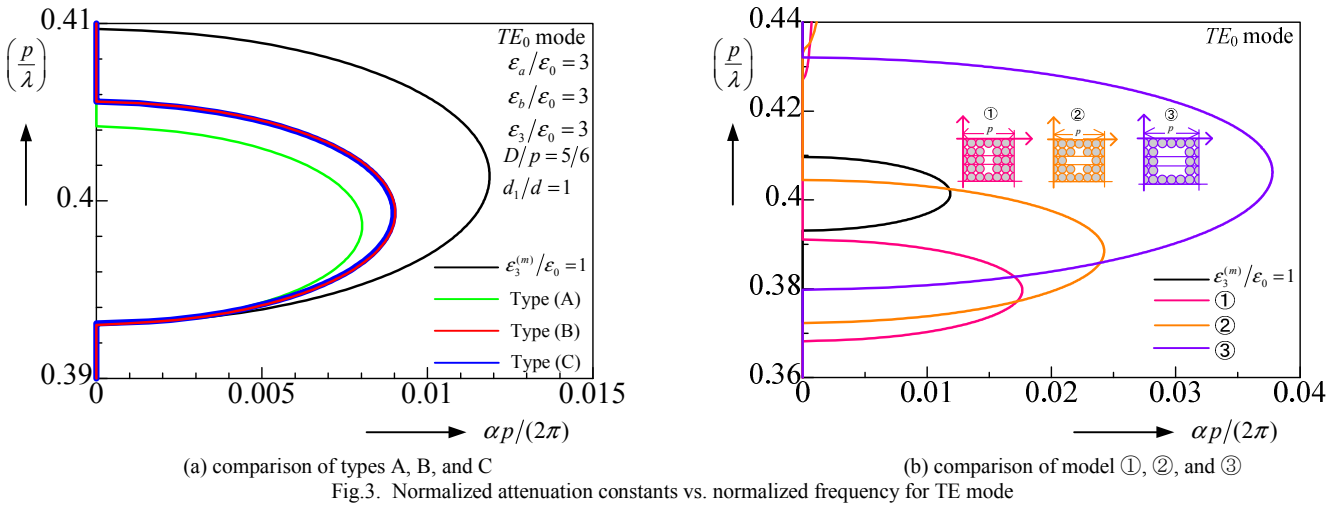 0.41
(p/λ)
0.4
0.39
0
0.005
0.01
0.015
αp/(2π)
TE₀ mode
εₐ/ε₀ = 3
ε_b/ε₀ = 3
ε₃/ε₀ = 3
D/p = 5/6
d₁/d = 1
ε₃⁽ᵐ⁾/ε₀ = 1
Type (A)
Type (B)
Type (C)
(a) comparison of types A, B, and C
0.44
(p/λ)
0.42
0.4
0.38
0.36
0
0.01
0.02
0.03
0.04
αp/(2π)
TE₀ mode
① ② ③
p p p
ε₃⁽ᵐ⁾/ε₀ = 1
①
②
③
(b) comparison of model ①, ②, and ③
Fig.3. Normalized attenuation constants vs. normalized frequency for TE mode